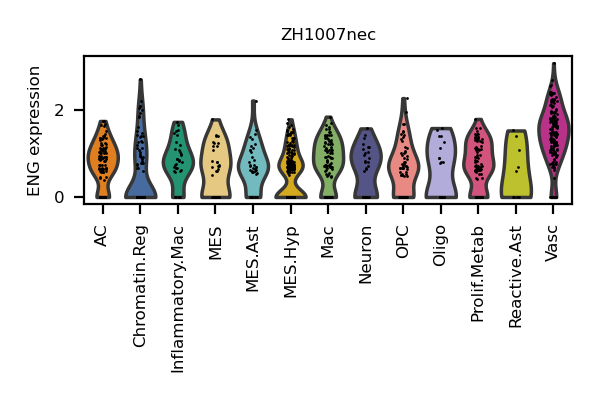 ZH1007nec
ENG expression
2
0
AC
Chromatin.Reg
Inflammatory.Mac
MES
MES.Ast
MES.Hyp
Mac
Neuron
OPC
Oligo
Prolif.Metab
Reactive.Ast
Vasc